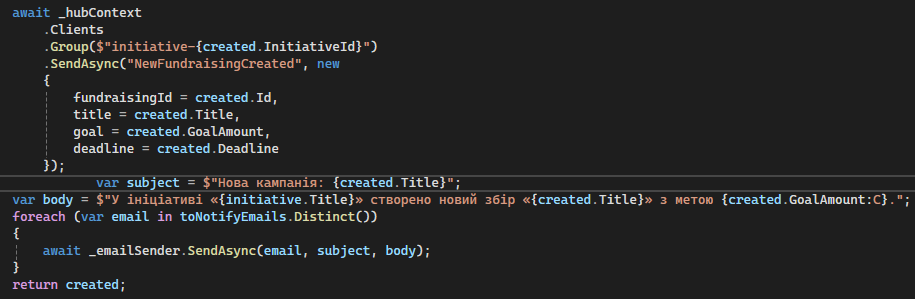 await _hubContext
.Clients
.Group($"initiative-{created.InitiativeId}")
.SendAsync("NewFundraisingCreated", new
{
fundraisingId = created.Id,
title = created.Title,
goal = created.GoalAmount,
deadline = created.Deadline
});
var subject = $"Нова кампанія: {created.Title}";
var body = $"У ініціативі «{initiative.Title}» створено новий збір «{created.Title}» з метою {created.GoalAmount:C}.";
foreach (var email in toNotifyEmails.Distinct())
{
await _emailSender.SendAsync(email, subject, body);
}
return created;